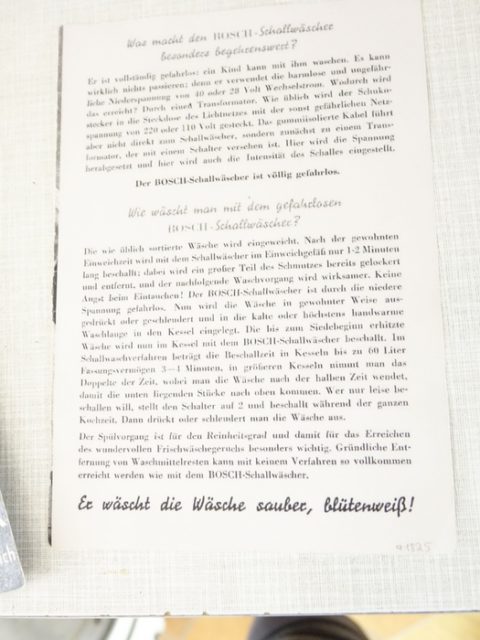 Was macht den BOSCH-Schallwäscher
besonders begehrenswert?
Er ist vollständig gefahrlos: ein Kind kann mit ihm waschen. Es kann
wirklich nichts passieren; denn er verwendet die harmlose und ungefähr-
liche Niederspannung von 40 oder 28 Volt Wechselstrom. Wodurch wird
das erreicht? Durch einen Transformator. Wie üblich wird der Schuko-
stecker in die Steckdose des Lichtnetzes mit der sonst gefährlichen Netz-
spannung von 220 oder 110 Volt gesteckt. Das gummiisolierte Kabel führt
aber nicht direkt zum Schallwäscher, sondern zunächst zu einem Trans-
formator, der mit einem Schalter versehen ist. Hier wird die Spannung
herabgesetzt und hier wird auch die Intensität des Schalles eingestellt.
Der BOSCH-Schallwäscher ist völlig gefahrlos.
Wie wäscht man mit dem gefahrlosen
BOSCH-Schallwäscher?
Die wie üblich sortierte Wäsche wird eingeweicht. Nach der gewohnten
Einweichzeit wird mit dem Schallwäscher im Einweichgefäß nur 1-2 Minuten
lang beschallt; dabei wird ein großer Teil des Schmutzes bereits gelockert
und entfernt, und der nachfolgende Waschvorgang wird wirksamer. Keine
Angst beim Eintauchen! Der BOSCH-Schallwäscher ist durch die niedere
Spannung gefahrlos. Nun wird die Wäsche in gewohnter Weise aus-
gedrückt oder geschleudert und in die kalte oder höchstens handwarme
Waschlauge in den Kessel eingelegt. Die bis zum Siedebeginn erhitzte
Wäsche wird nun im Kessel mit dem BOSCH-Schallwäscher beschallt. Im
Schallwaschverfahren beträgt die Beschallzeit in Kesseln bis zu 60 Liter
Fassungsvermögen 3—4 Minuten, in größeren Kesseln nimmt man das
Doppelte der Zeit, wobei man die Wäsche nach der halben Zeit wendet,
damit die unten liegenden Stücke nach oben kommen. Wer nur leise be-
schallen will, stellt den Schalter auf 2 und beschallt während der ganzen
Kochzeit. Dann drückt oder schleudert man die Wäsche aus.
Der Spülvorgang ist für den Reinheitsgrad und damit für das Erreichen
des wundervollen Frischwäschegeruchs besonders wichtig. Gründliche Ent-
fernung von Waschmittelresten kann mit keinem Verfahren so vollkommen
erreicht werden wie mit dem BOSCH-Schallwäscher.
Er wäscht die Wäsche sauber, blütenweiß!